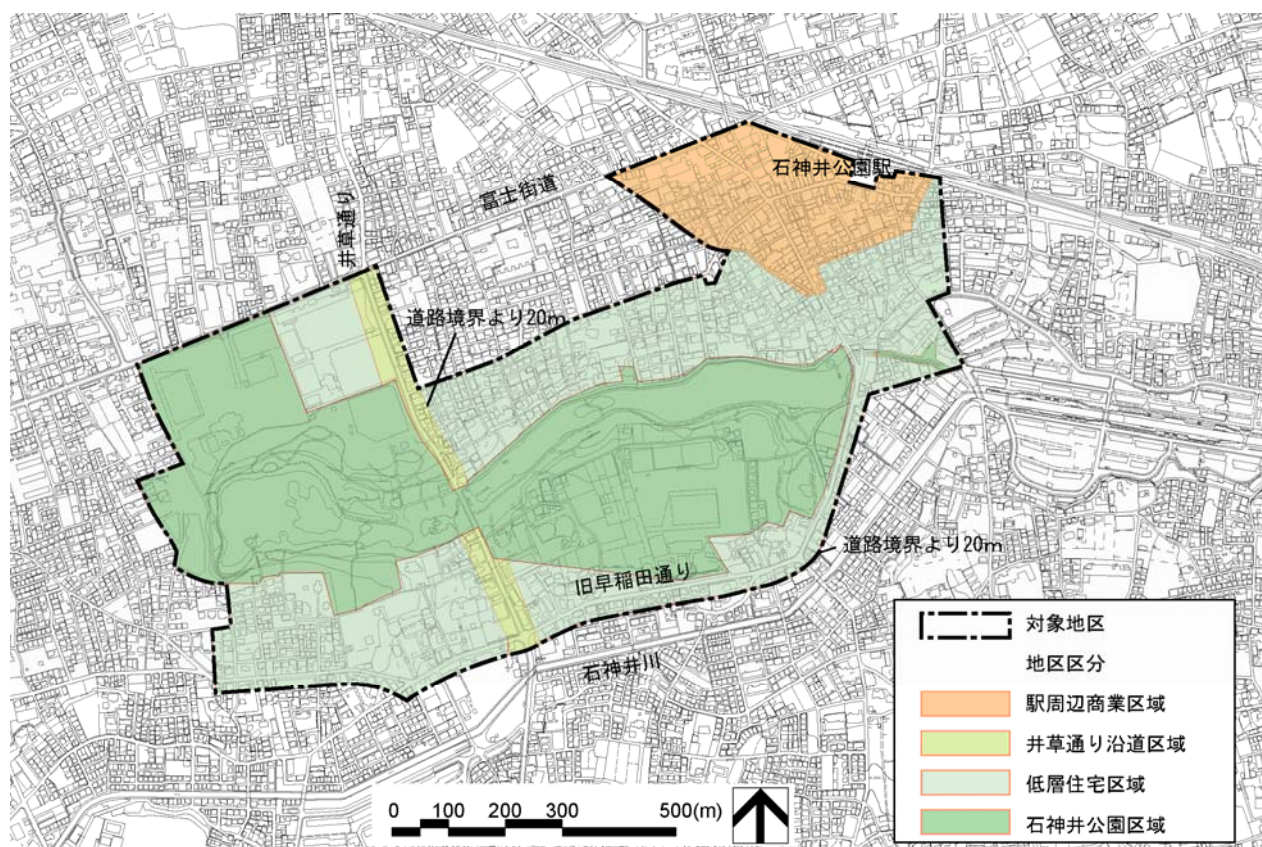 石神井公園駅
富士街道
井草通り
道路境界より20m
道路境界より20m
旧早稲田通り
石神井川
対象地区
地区区分
駅周辺商業区域
井草通り沿道区域
低層住宅区域
石神井公園区域
0 100 200 300 500(m)